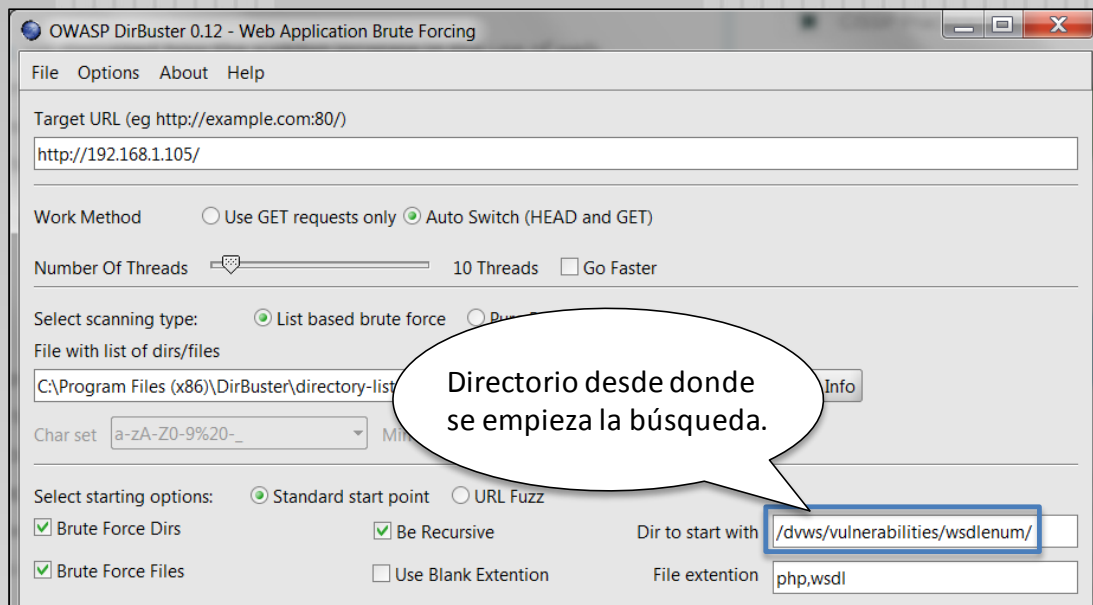 OWASP DirBuster 0.12 - Web Application Brute Forcing
File Options About Help
Target URL (eg http://example.com:80/)
http://192.168.1.105/
Work Method Use GET requests only Auto Switch (HEAD and GET)
Number Of Threads 10 Threads Go Faster
Select scanning type: List based brute force
File with list of dirs/files
C:\Program Files (x86)\DirBuster\directory-list Info
Char set a-zA-Z0-9%20-_
Directorio desde donde
se empieza la búsqueda.
Select starting options: Standard start point URL Fuzz
Brute Force Dirs Be Recursive Dir to start with /dvws/vulnerabilities/wsdlenum/
Brute Force Files Use Blank Extention File extention php,wsdl